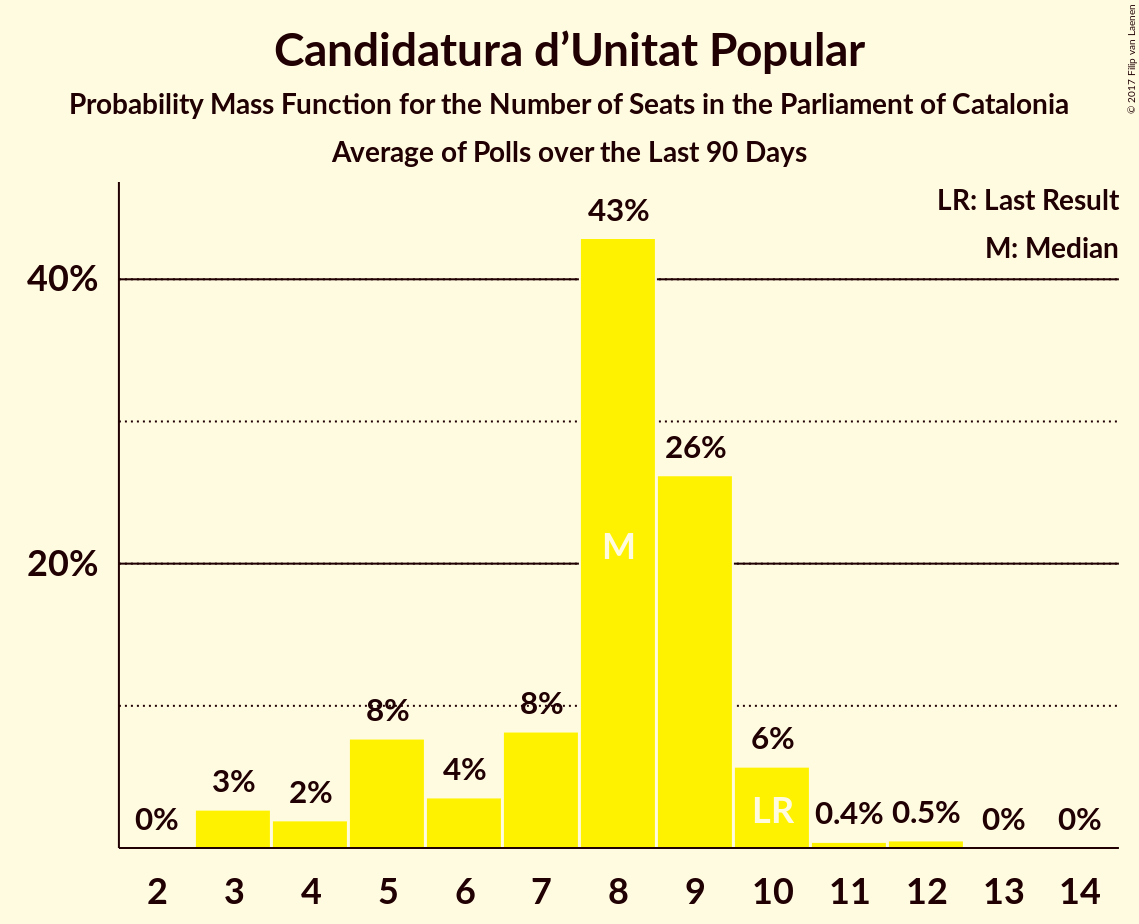 Candidatura d’Unitat Popular
Probability Mass Function for the Number of Seats in the Parliament of Catalonia
Average of Polls over the Last 90 Days
© 2017 Filip van Laenen
LR: Last Result
M: Median
40%
20%
0%
3%
2%
8%
4%
8%
43%
26%
6%
0.4%
0.5%
0%
0%
M
LR
2 3 4 5 6 7 8 9 10 11 12 13 14